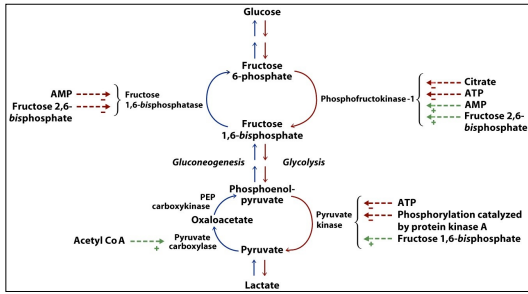 Glucose
Fructose
6-phosphate
AMP
Fructose 2,6-
bisphosphate
Fructose
1,6-bisphosphatase
Phosphofructokinase-1
Citrate
ATP
AMP
Fructose 2,6-
bisphosphate
Fructose
1,6-bisphosphate
Gluconeogenesis
Glycolysis
Phosphoenol-
pyruvate
PEP
carboxykinase
Oxaloacetate
Pyruvate
kinase
ATP
Phosphorylation catalyzed
by protein kinase A
Fructose 1,6-bisphosphate
Acetyl CoA
Pyruvate
carboxylase
Pyruvate
Lactate